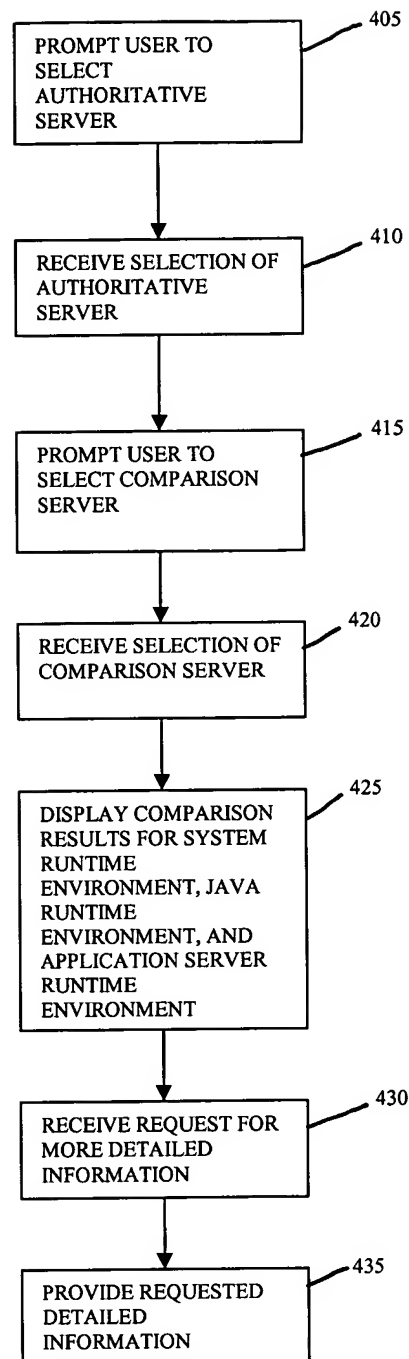 405
PROMPT USER TO
SELECT
AUTHORITATIVE
SERVER
410
RECEIVE SELECTION OF
AUTHORITATIVE
SERVER
415
PROMPT USER TO
SELECT COMPARISON
SERVER
420
RECEIVE SELECTION OF
COMPARISON SERVER
425
DISPLAY COMPARISON
RESULTS FOR SYSTEM
RUNTIME
ENVIRONMENT, JAVA
RUNTIME
ENVIRONMENT, AND
APPLICATION SERVER
RUNTIME
ENVIRONMENT
430
RECEIVE REQUEST FOR
MORE DETAILED
INFORMATION
435
PROVIDE REQUESTED
DETAILED
INFORMATION